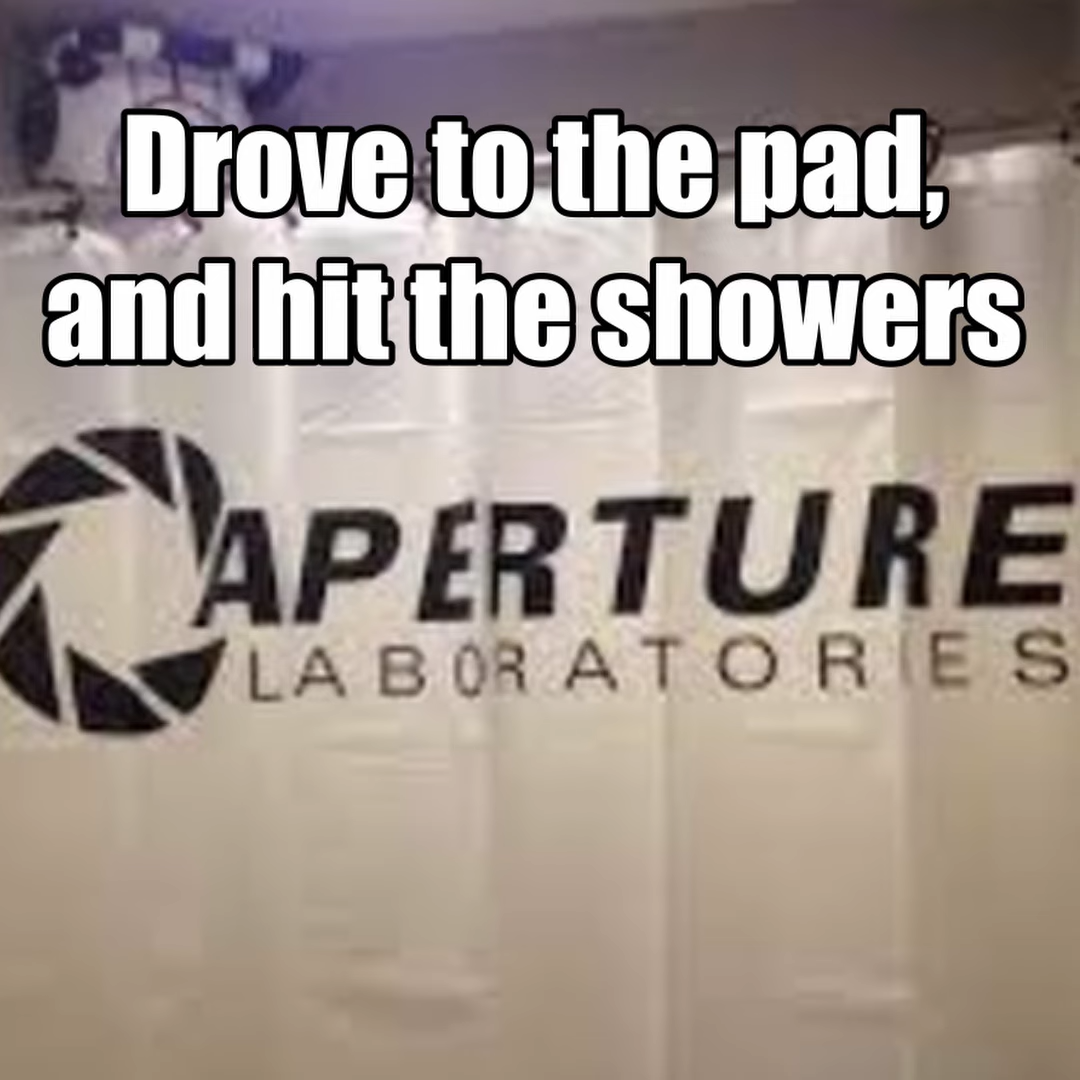 Drove to the pad,
and hit the showers
APERTURE
LABORATORIES